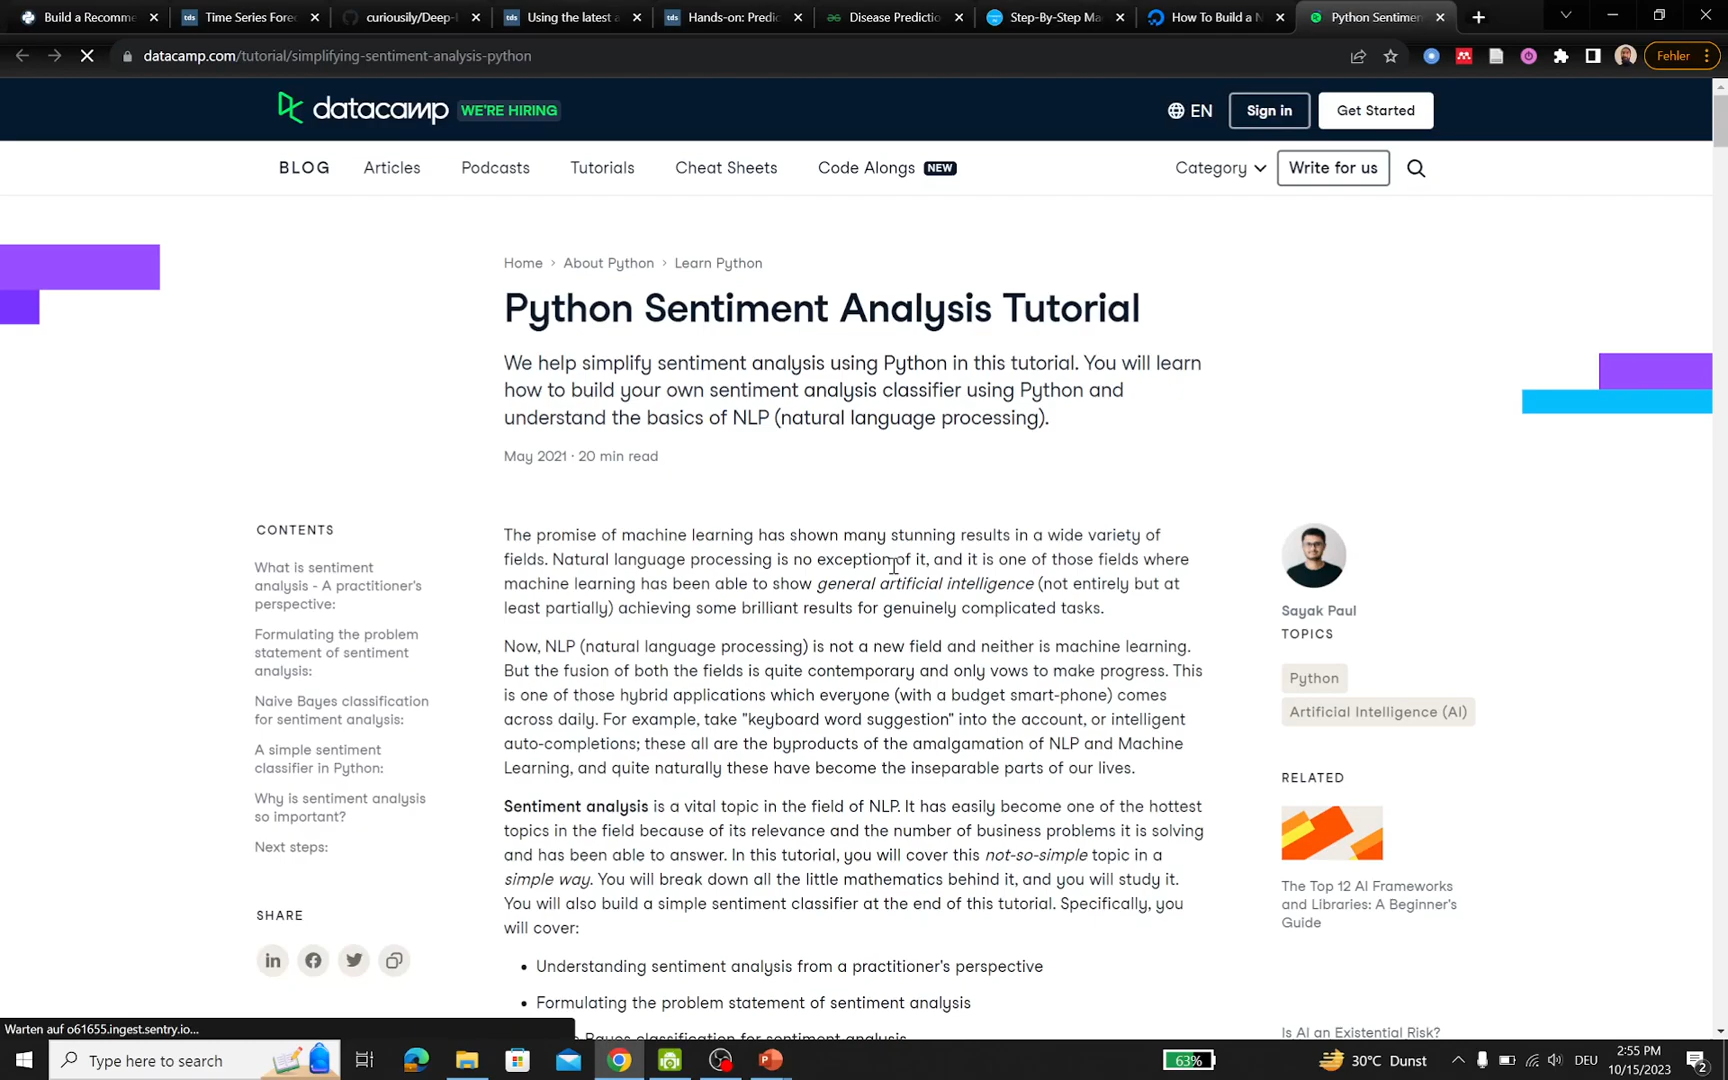 Build a Recomme
Time Series Fore
curiousily/Deep-
Using the latest a
Hands-on: Predic
Disease Predictio
Step-By-Step Ma
How To Build a N
Python Sentimen
datacamp.com/tutorial/simplifying-sentiment-analysis-python
Fehler
datacamp WE'RE HIRING
EN
Sign in
Get Started
BLOG
Articles
Podcasts
Tutorials
Cheat Sheets
Code Alongs NEW
Category
Write for us
Home › About Python › Learn Python
Python Sentiment Analysis Tutorial
We help simplify sentiment analysis using Python in this tutorial. You will learn
how to build your own sentiment analysis classifier using Python and
understand the basics of NLP (natural language processing).
May 2021 · 20 min read
CONTENTS
What is sentiment
analysis - A practitioner's
perspective:
Formulating the problem
statement of sentiment
analysis:
Naive Bayes classification
for sentiment analysis:
A simple sentiment
classifier in Python:
Why is sentiment analysis
so important?
Next steps:
SHARE
The promise of machine learning has shown many stunning results in a wide variety of
fields. Natural language processing is no exception of it, and it is one of those fields where
machine learning has been able to show general artificial intelligence (not entirely but at
least partially) achieving some brilliant results for genuinely complicated tasks.
Now, NLP (natural language processing) is not a new field and neither is machine learning.
But the fusion of both the fields is quite contemporary and only vows to make progress. This
is one of those hybrid applications which everyone (with a budget smart-phone) comes
across daily. For example, take "keyboard word suggestion" into the account, or intelligent
auto-completions; these all are the byproducts of the amalgamation of NLP and Machine
Learning, and quite naturally these have become the inseparable parts of our lives.
Sentiment analysis is a vital topic in the field of NLP. It has easily become one of the hottest
topics in the field because of its relevance and the number of business problems it is solving
and has been able to answer. In this tutorial, you will cover this not-so-simple topic in a
simple way. You will break down all the little mathematics behind it, and you will study it.
You will also build a simple sentiment classifier at the end of this tutorial. Specifically, you
will cover:
• Understanding sentiment analysis from a practitioner's perspective
• Formulating the problem statement of sentiment analysis
Bayes classification for sentiment analysis
Sayak Paul
TOPICS
Python
Artificial Intelligence (AI)
RELATED
The Top 12 AI Frameworks
and Libraries: A Beginner's
Guide
Is AI an Existential Risk?
Warten auf o61655.ingest.sentry.io...
Type here to search
63%
30°C Dunst
DEU
2:55 PM
10/15/2023
2